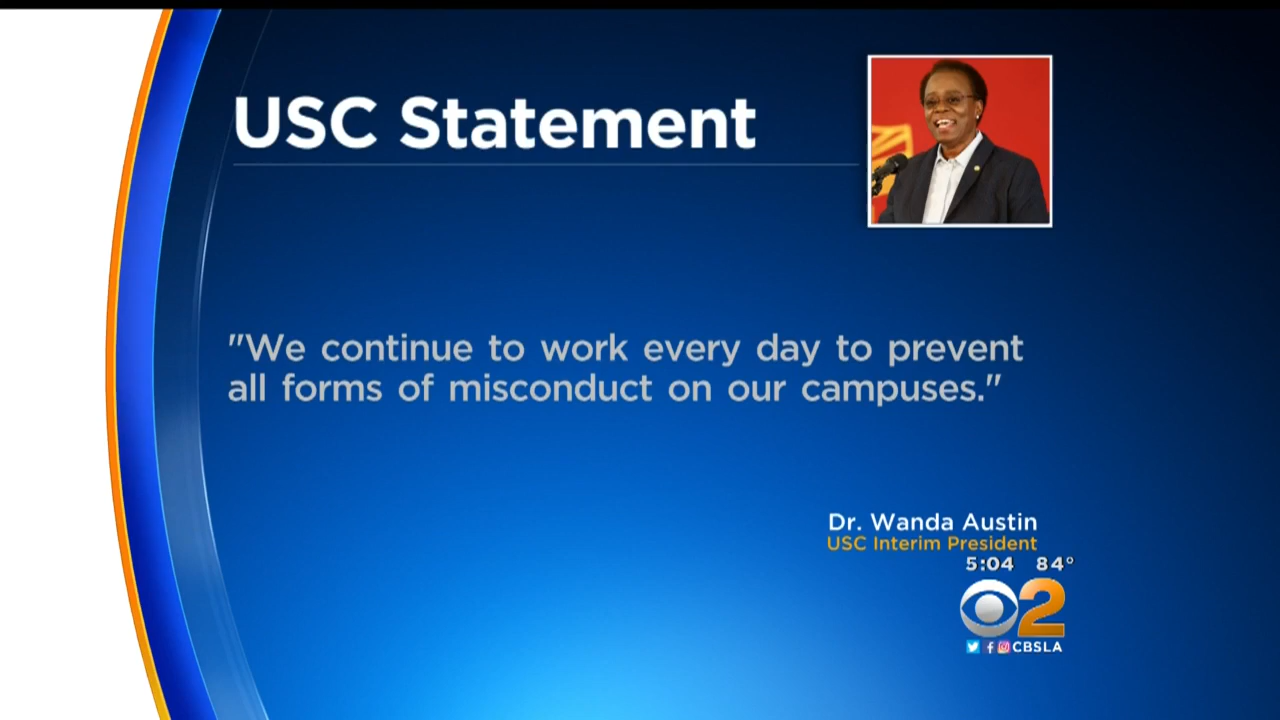 USC Statement
"We continue to work every day to prevent
all forms of misconduct on our campuses."
Dr. Wanda Austin
USC Interim President
5:04 84°
2
CBSLA